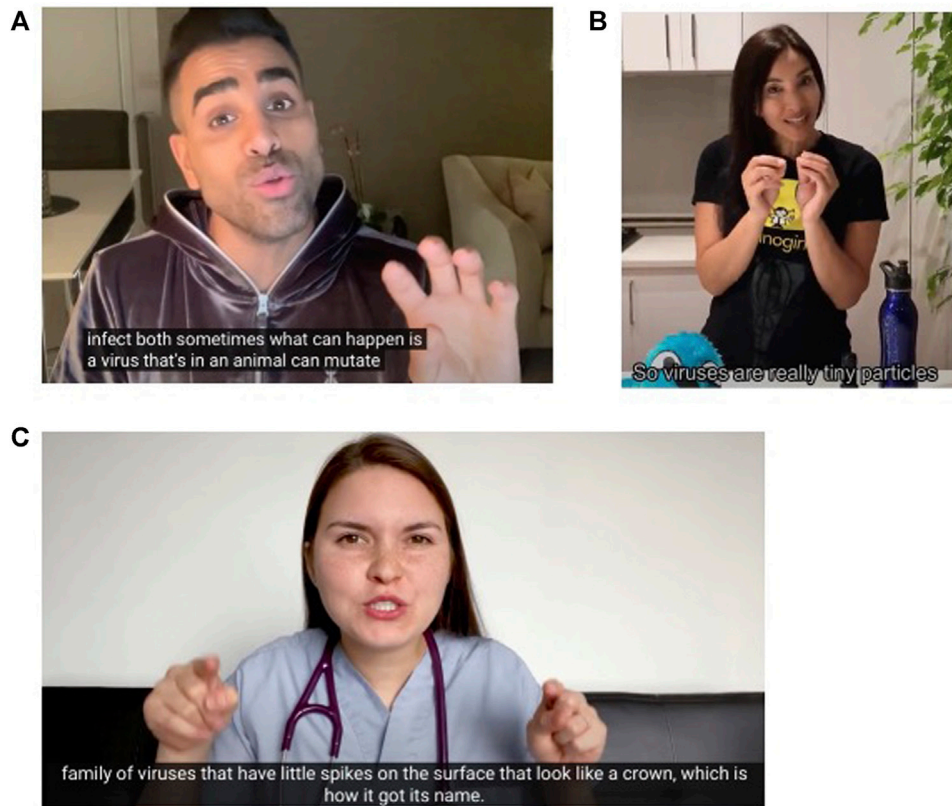 A
infect both sometimes what can happen is
a virus that's in an animal can mutate
B
nogir
So viruses are really tiny particles
C
family of viruses that have little spikes on the surface that look like a crown, which is
how it got its name.